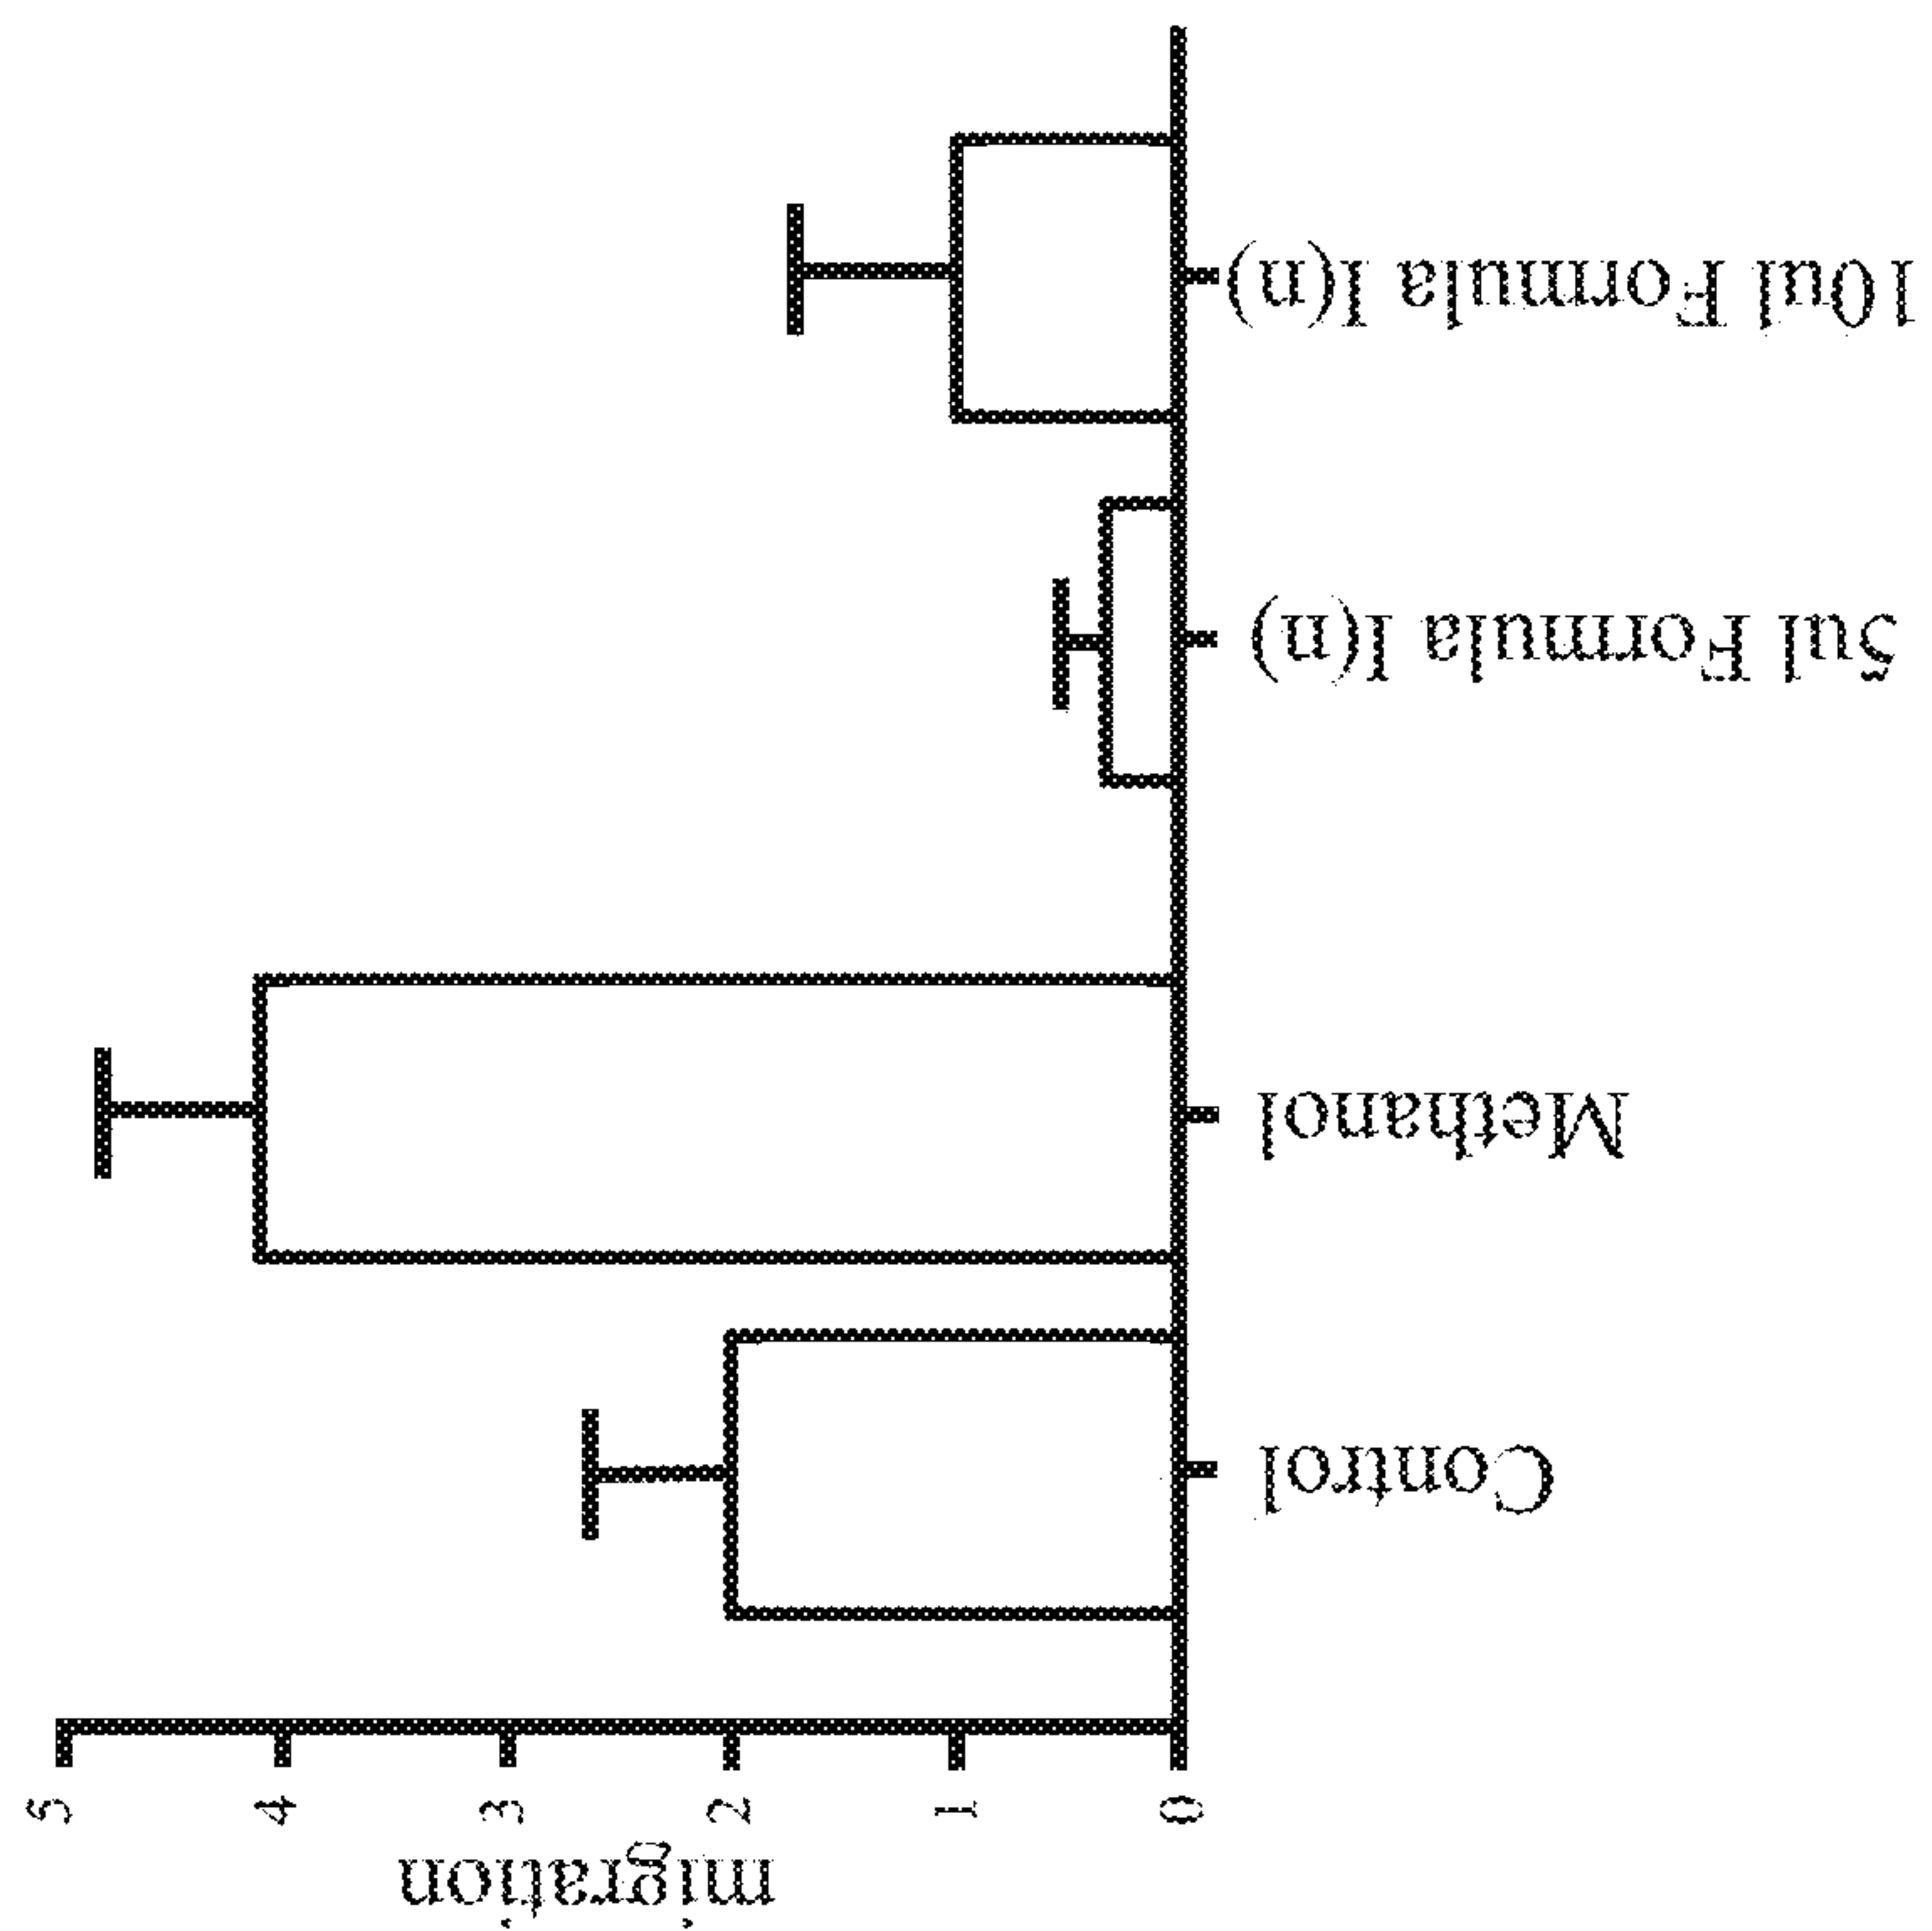 migration
5
4
3
2
1
0
Control
Methanol
5ul Formula I(n)
10ul Formula I(n)